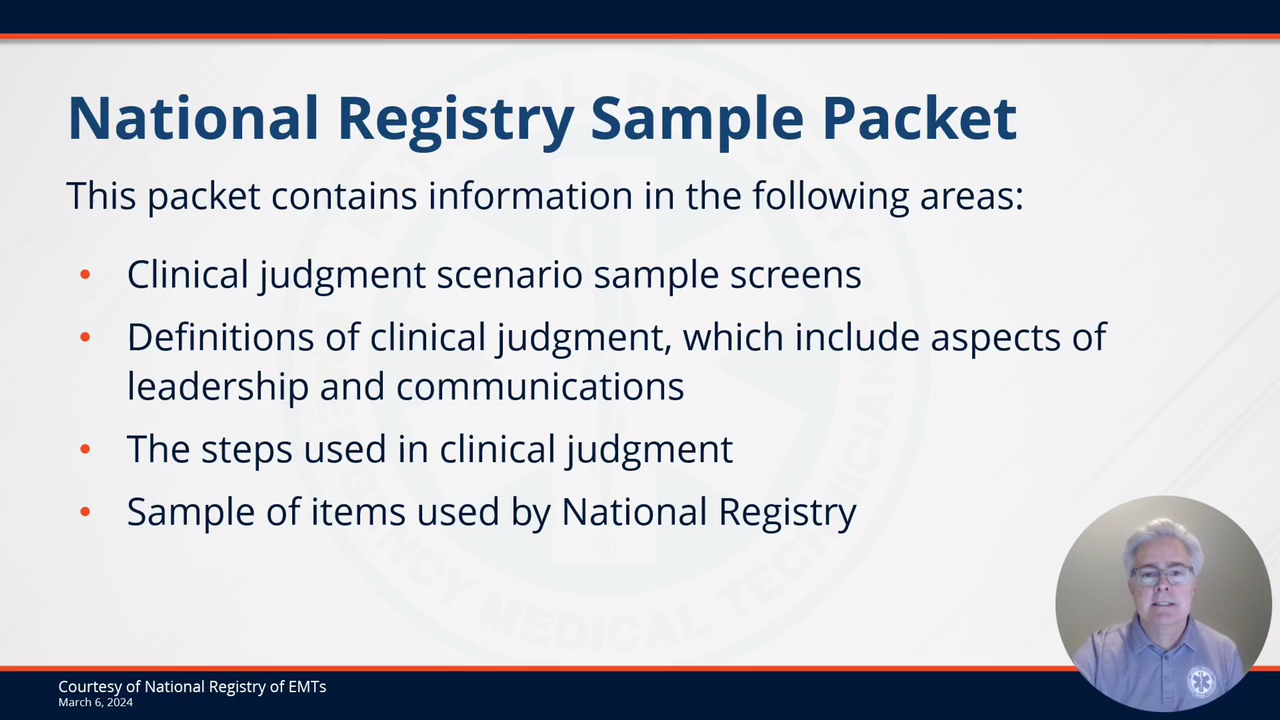 National Registry Sample Packet
This packet contains information in the following areas:
• Clinical judgment scenario sample screens
• Definitions of clinical judgment, which include aspects of
leadership and communications
• The steps used in clinical judgment
• Sample of items used by National Registry
Courtesy of National Registry of EMTs
March 6, 2024